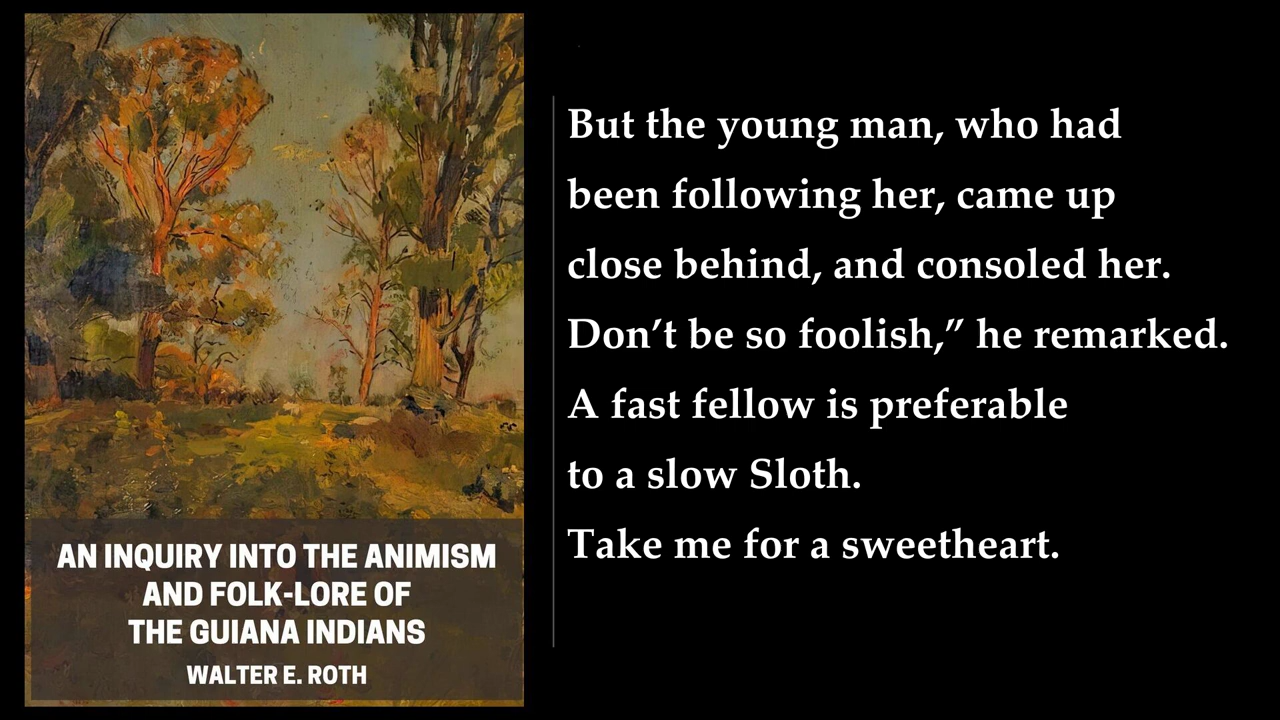 AN INQUIRY INTO THE ANIMISM
AND FOLK-LORE OF
THE GUIANA INDIANS
WALTER E. ROTH
But the young man, who had
been following her, came up
close behind, and consoled her.
Don’t be so foolish,” he remarked.
A fast fellow is preferable
to a slow Sloth.
Take me for a sweetheart.